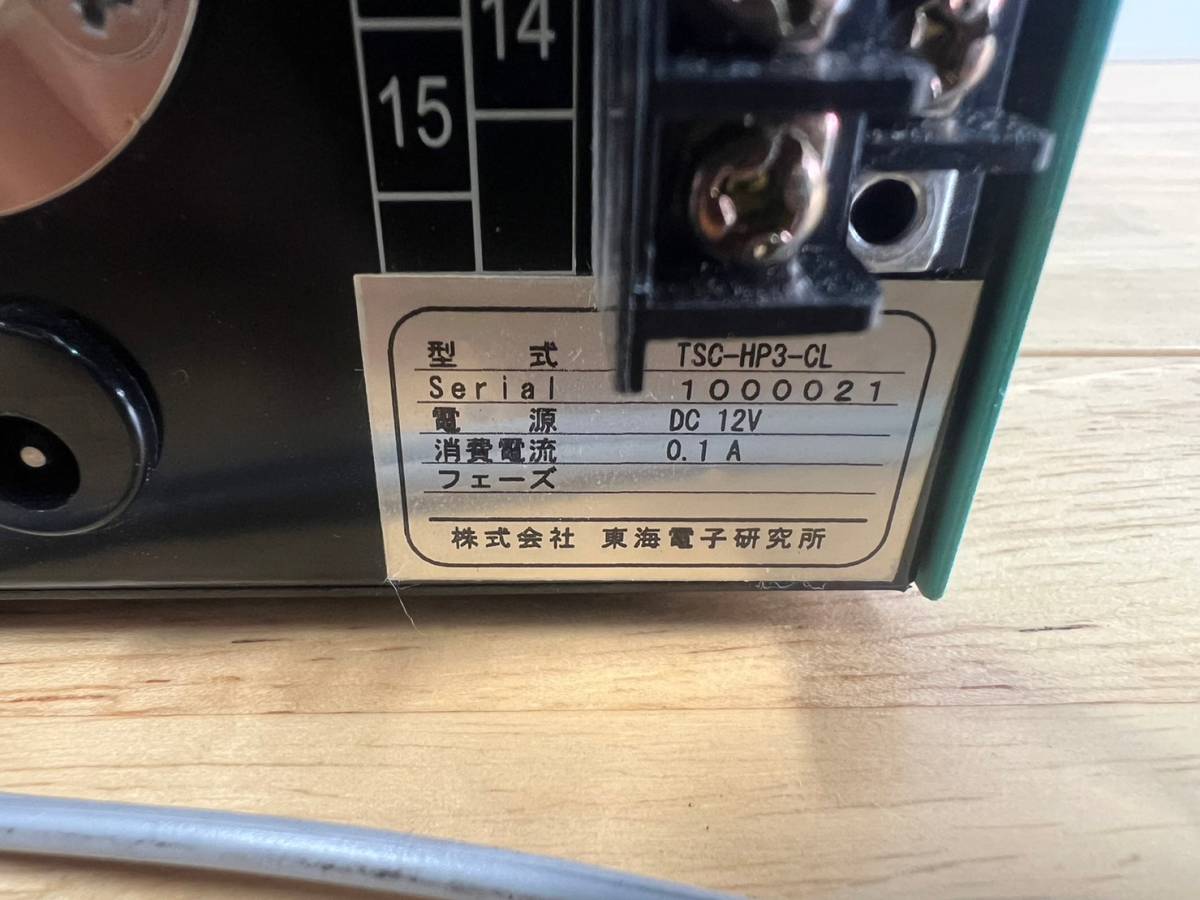 14
15
型 式 TSC-HP3-CL
Serial 1000021
電 源 DC 12V
消費電流 0.1 A
フェーズ
株式会社 東海電子研究所